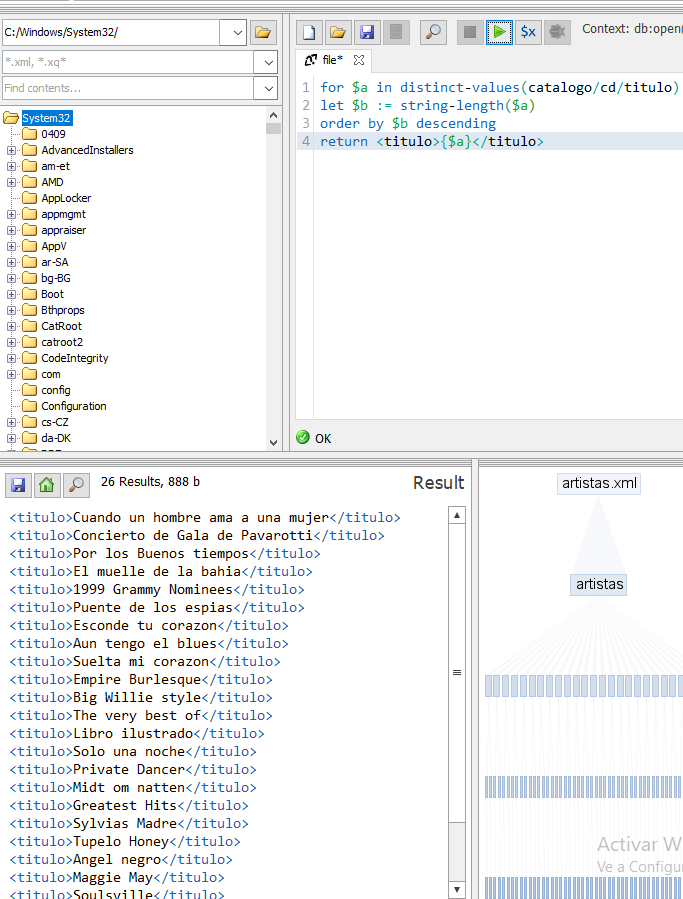 C:/Windows/System32/
*.xml, *.xq*
Find contents...
System32
0409
AdvancedInstallers
am-et
AMD
AppLocker
appmgmt
appraiser
AppV
ar-SA
bg-BG
Boot
Bthprops
CatRoot
catroot2
CodeIntegrity
com
config
Configuration
cs-CZ
da-DK
$x
Context: db:open(
file*
1 for $a in distinct-values(catalogo/cd/titulo)
2 let $b := string-length($a)
3 order by $b descending
4 return <titulo>{$a}</titulo>
OK
26 Results, 888 b
Result
<titulo>Cuando un hombre ama a una mujer</titulo>
<titulo>Concierto de Gala de Pavarotti</titulo>
<titulo>Por los Buenos tiempos</titulo>
<titulo>El muelle de la bahia</titulo>
<titulo>1999 Grammy Nominees</titulo>
<titulo>Puente de los espias</titulo>
<titulo>Esconde tu corazon</titulo>
<titulo>Aun tengo el blues</titulo>
<titulo>Suelta mi corazon</titulo>
<titulo>Empire Burlesque</titulo>
<titulo>Big Willie style</titulo>
<titulo>The very best of</titulo>
<titulo>Libro ilustrado</titulo>
<titulo>Solo una noche</titulo>
<titulo>Private Dancer</titulo>
<titulo>Midt om natten</titulo>
<titulo>Greatest Hits</titulo>
<titulo>Sylvias Madre</titulo>
<titulo>Tupelo Honey</titulo>
<titulo>Angel negro</titulo>
<titulo>Maggie May</titulo>
<titulo>Soulsville</titulo>
artistas.xml
artistas
Activar W
Ve a Configu